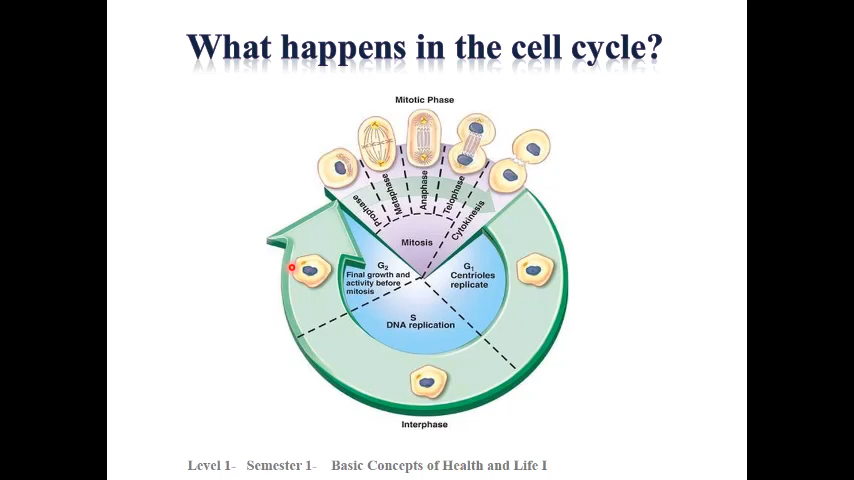 What happens in the cell cycle?
Mitotic Phase
Prophase
Metaphase
Anaphase
Telophase
Cytokinesis
Mitosis
G2
Final growth and
activity before
mitosis
G1
Centrioles
replicate
S
DNA replication
Interphase
Level 1- Semester 1- Basic Concepts of Health and Life I